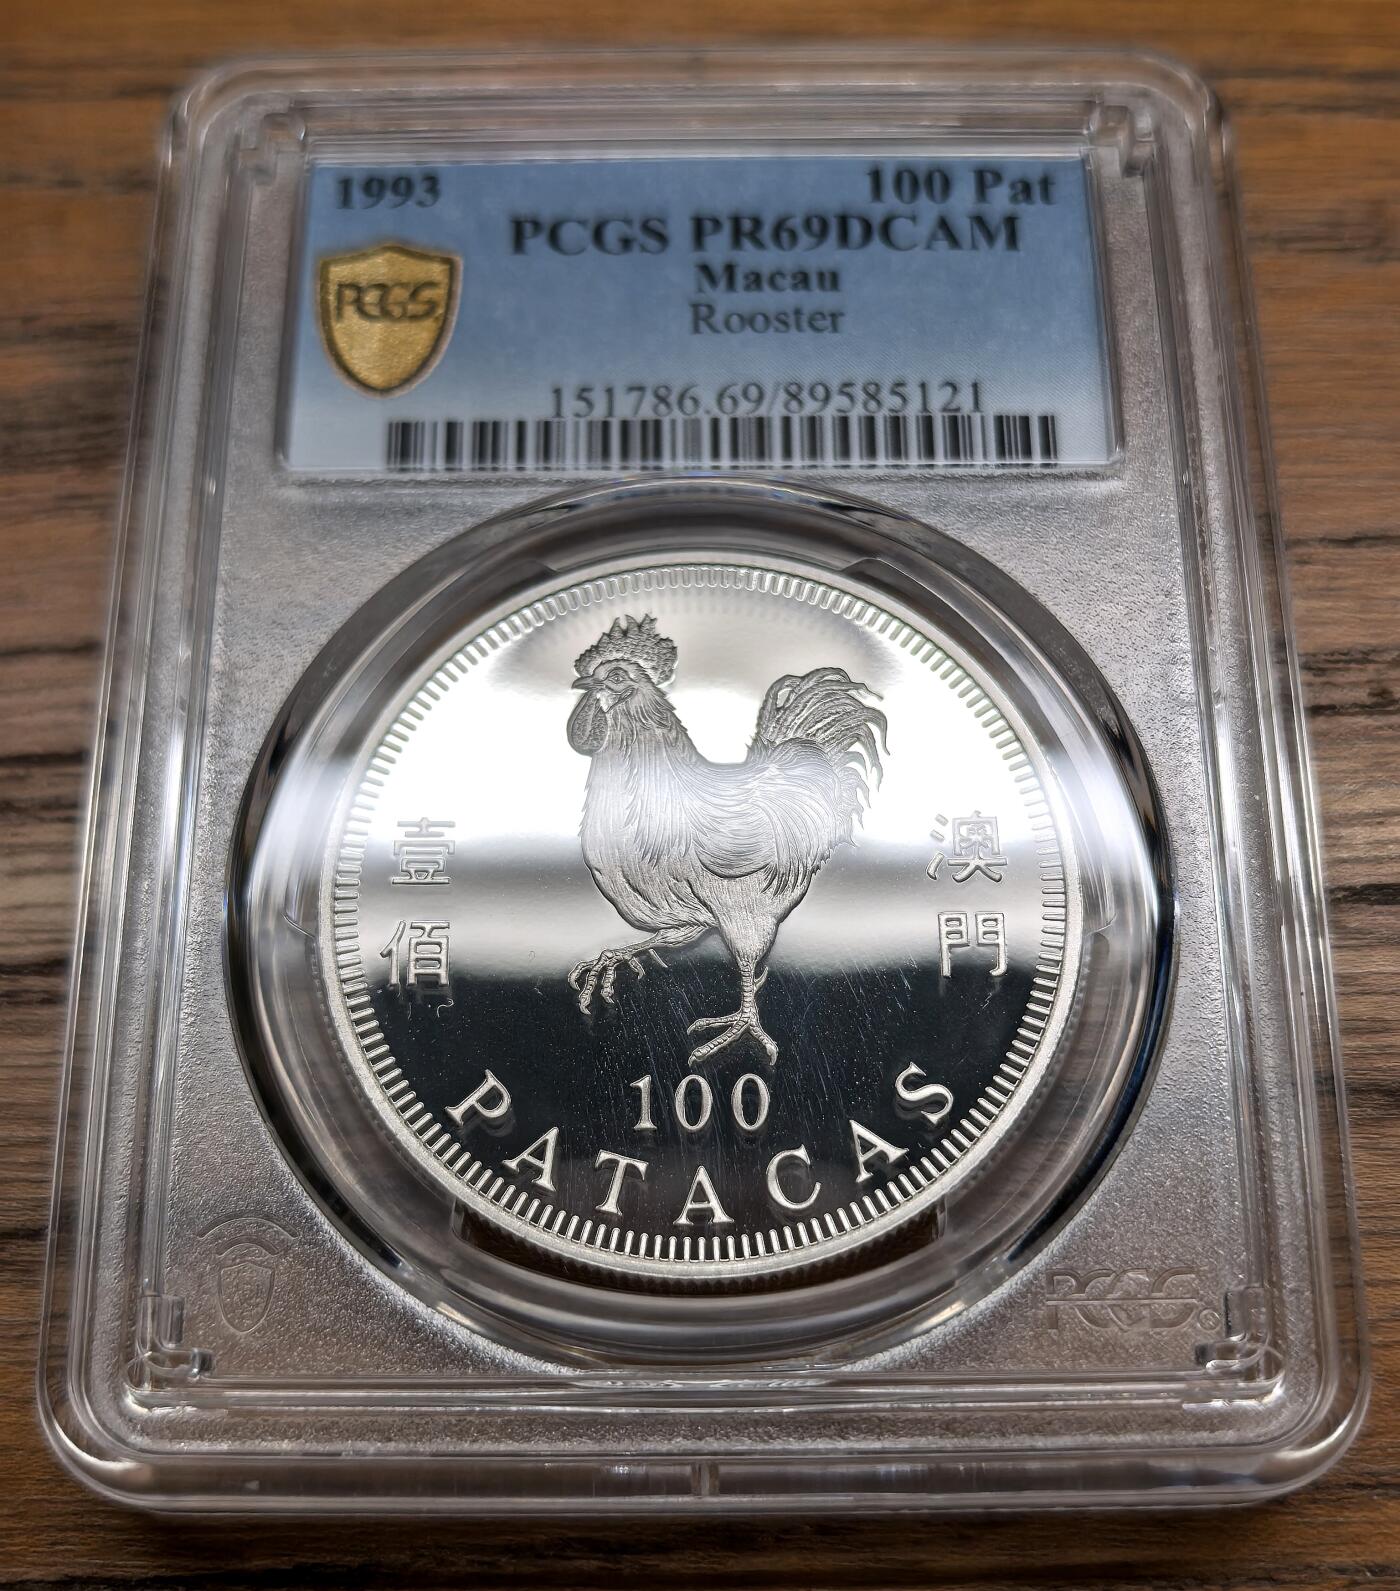 1993
100 Pat
PCGS PR69DCAM
Macau
Rooster
PCGS
151786.69/89585121
壹佰
澳門
100
PATACAS
PCGS®